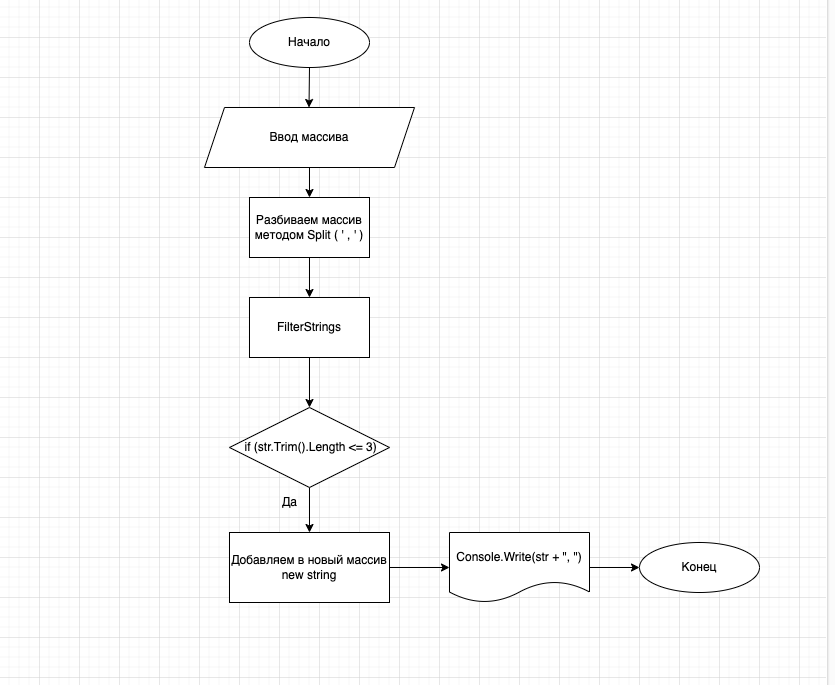 Начало
Ввод массива
Разбиваем массив
методом Split ( ' , ' )
FilterStrings
if (str.Trim().Length <= 3)
Да
Добавляем в новый массив
new string
Console.Write(str + ", ")
Конец